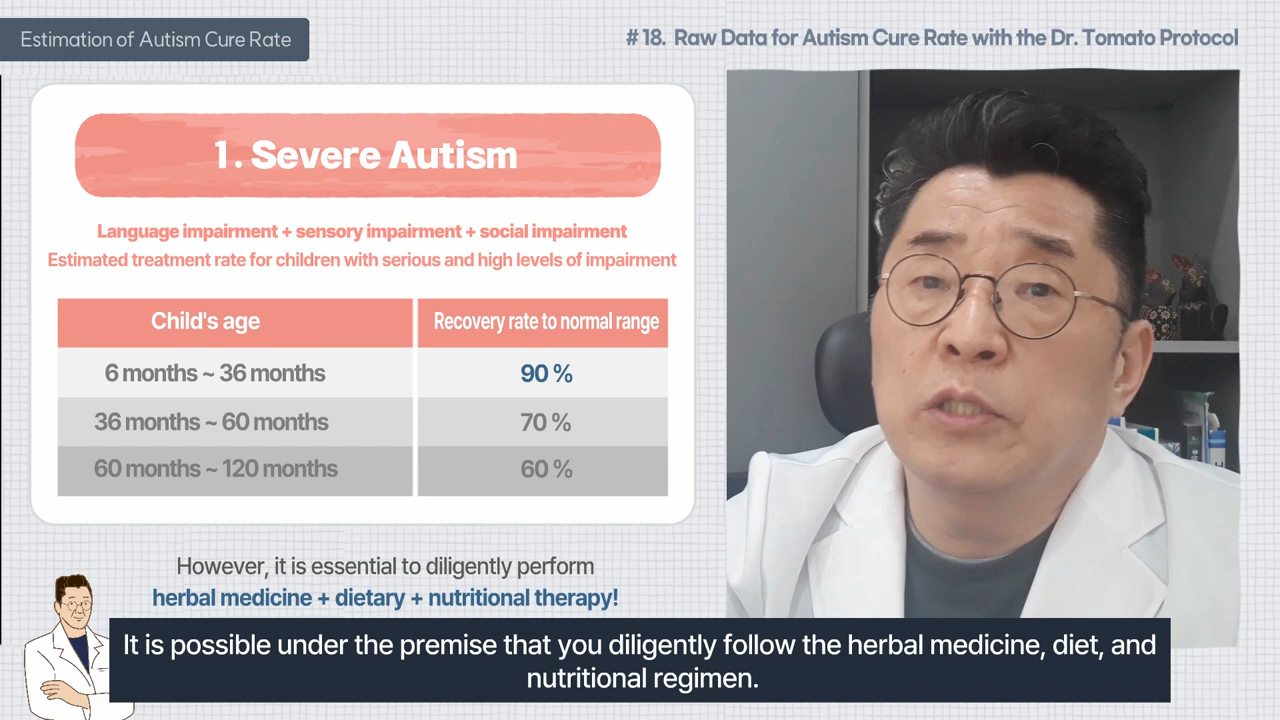 Estimation of Autism Cure Rate
# 18. Raw Data for Autism Cure Rate with the Dr. Tomato Protocol
1. Severe Autism
Language impairment + sensory impairment + social impairment
Estimated treatment rate for children with serious and high levels of impairment
Child's age
Recovery rate to normal range
6 months ~ 36 months
90 %
36 months ~ 60 months
70 %
60 months ~ 120 months
60 %
However, it is essential to diligently perform
herbal medicine + dietary + nutritional therapy!
It is possible under the premise that you diligently follow the herbal medicine, diet, and
nutritional regimen.